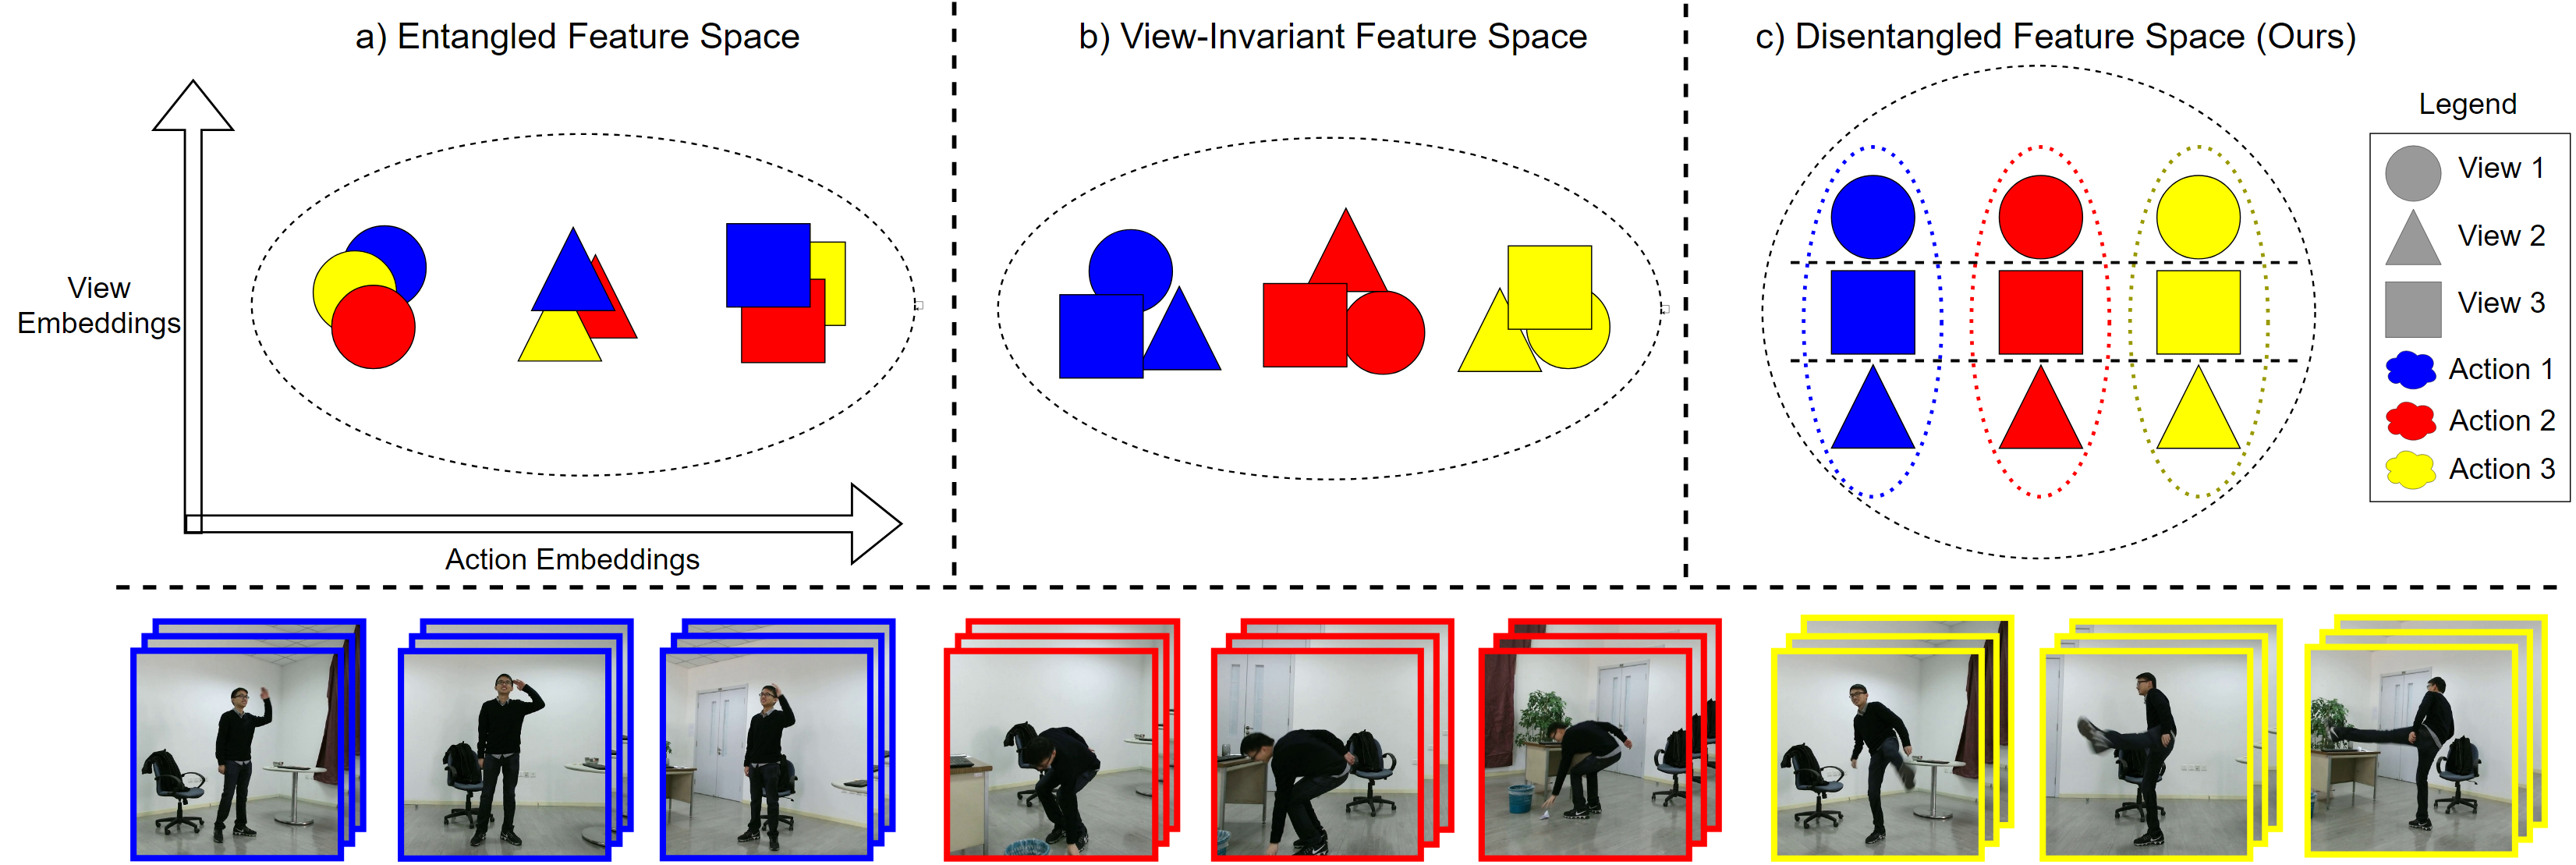 a) Entangled Feature Space
b) View-Invariant Feature Space
c) Disentangled Feature Space (Ours)
View
Embeddings
Action Embeddings
Legend
View 1
View 2
View 3
Action 1
Action 2
Action 3